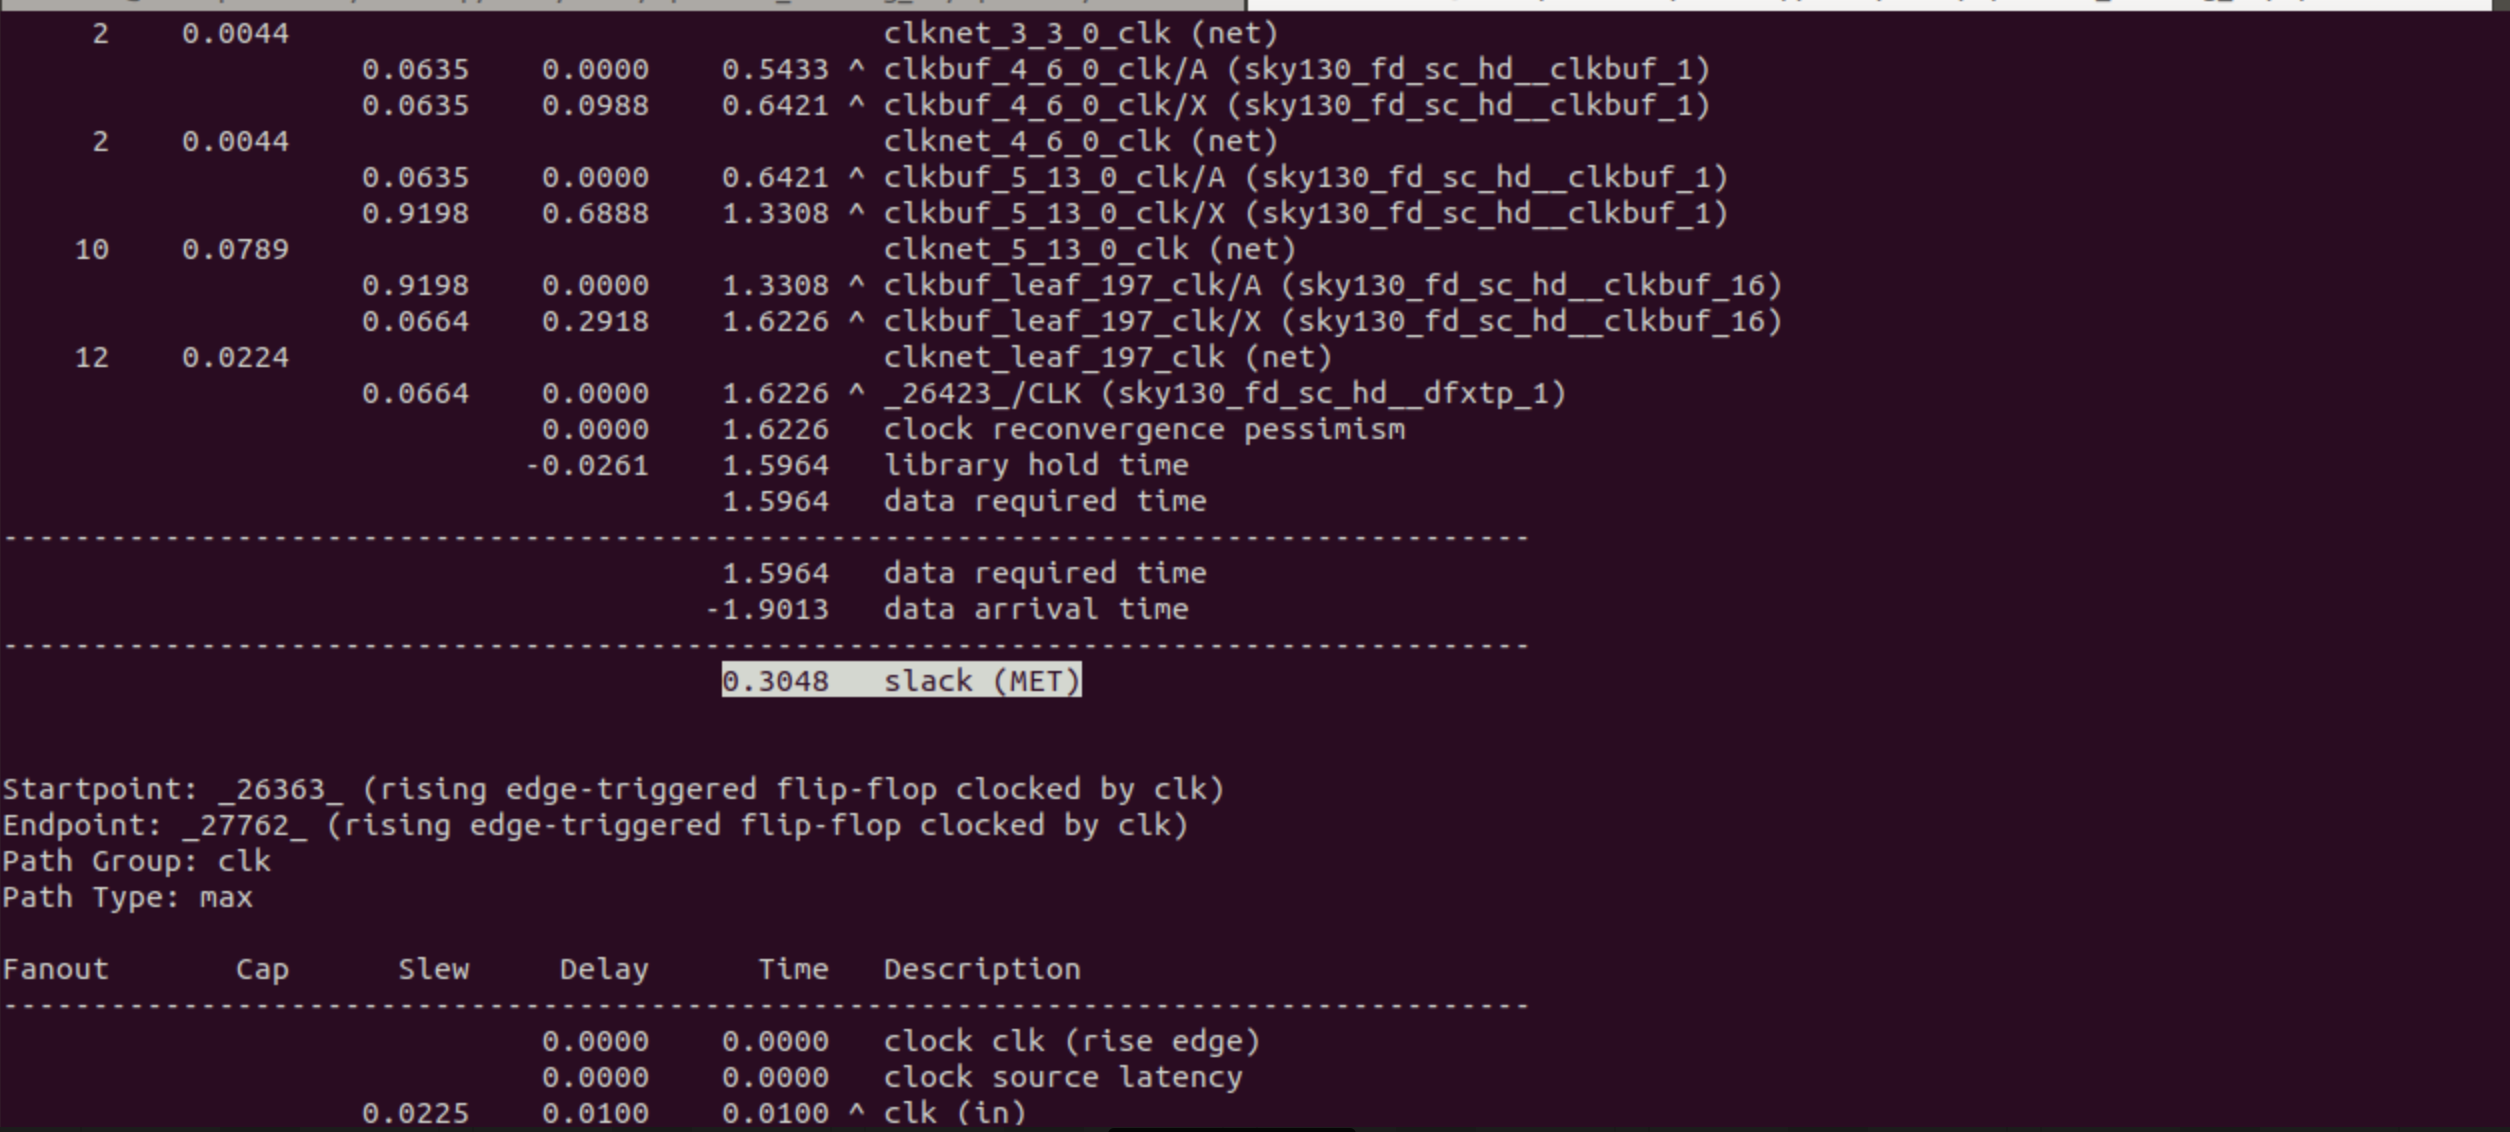 2 0.0044 clknet_3_3_0_clk (net)
0.0635 0.0000 0.5433 ^ clkbuf_4_6_0_clk/A (sky130_fd_sc_hd__clkbuf_1)
0.0635 0.0988 0.6421 ^ clkbuf_4_6_0_clk/X (sky130_fd_sc_hd__clkbuf_1)
2 0.0044 clknet_4_6_0_clk (net)
0.0635 0.0000 0.6421 ^ clkbuf_5_13_0_clk/A (sky130_fd_sc_hd__clkbuf_1)
0.9198 0.6888 1.3308 ^ clkbuf_5_13_0_clk/X (sky130_fd_sc_hd__clkbuf_1)
10 0.0789 clknet_5_13_0_clk (net)
0.9198 0.0000 1.3308 ^ clkbuf_leaf_197_clk/A (sky130_fd_sc_hd__clkbuf_16)
0.0664 0.2918 1.6226 ^ clkbuf_leaf_197_clk/X (sky130_fd_sc_hd__clkbuf_16)
12 0.0224 clknet_leaf_197_clk (net)
0.0664 0.0000 1.6226 ^ _26423_/CLK (sky130_fd_sc_hd__dfxtp_1)
0.0000 1.6226 clock reconvergence pessimism
-0.0261 1.5964 library hold time
1.5964 data required time
-------------------------------------------------------------------------------------
1.5964 data required time
-1.9013 data arrival time
-------------------------------------------------------------------------------------
0.3048 slack (MET)
Startpoint: _26363_ (rising edge-triggered flip-flop clocked by clk)
Endpoint: _27762_ (rising edge-triggered flip-flop clocked by clk)
Path Group: clk
Path Type: max
Fanout Cap Slew Delay Time Description
-------------------------------------------------------------------------------------
0.0000 0.0000 clock clk (rise edge)
0.0000 0.0000 clock source latency
0.0225 0.0100 0.0100 ^ clk (in)